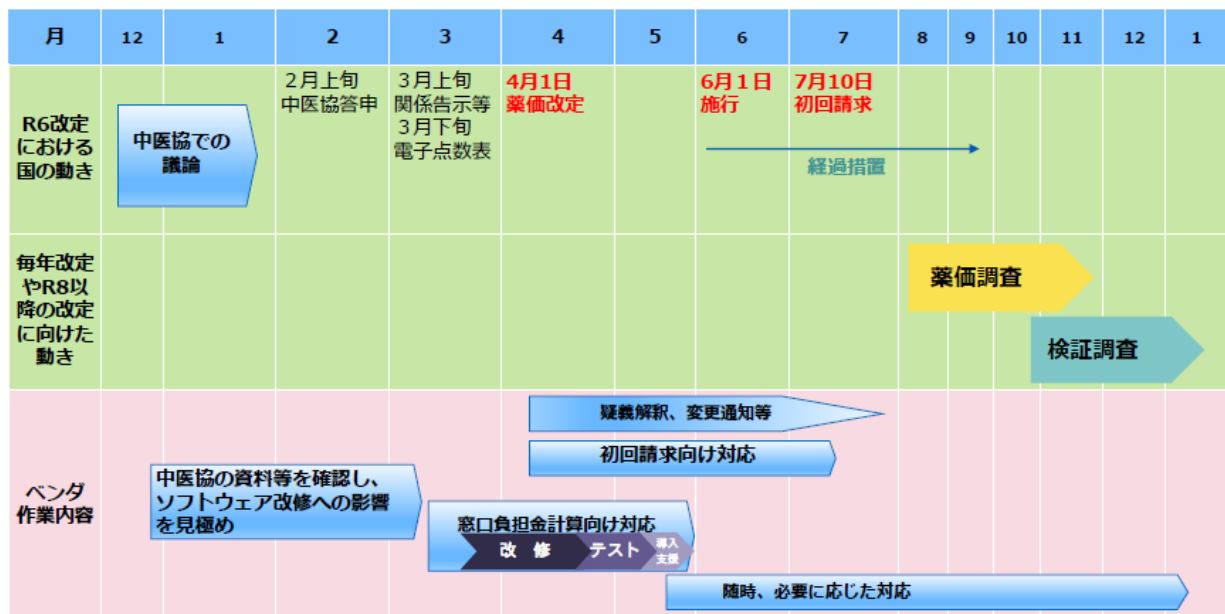 月 12 1 2 3 4 5 6 7 8 9 10 11 12 1
R6改定
における
国の動き
中医協での
議論
2月上旬
中医協答申
3月上旬
関係告示等
3月下旬
電子点数表
4月1日
薬価改定
6月1日
施行
7月10日
初回請求
経過措置
毎年改定
やR8以
降の改定
に向けた
動き
薬価調査
検証調査
ベンダ
作業内容
疑義解釈、変更通知等
初回請求向け対応
中医協の資料等を確認し、
ソフトウェア改修への影響
を見極め
窓口負担金計算向け対応
改 修
テスト
導入
支援
随時、必要に応じた対応